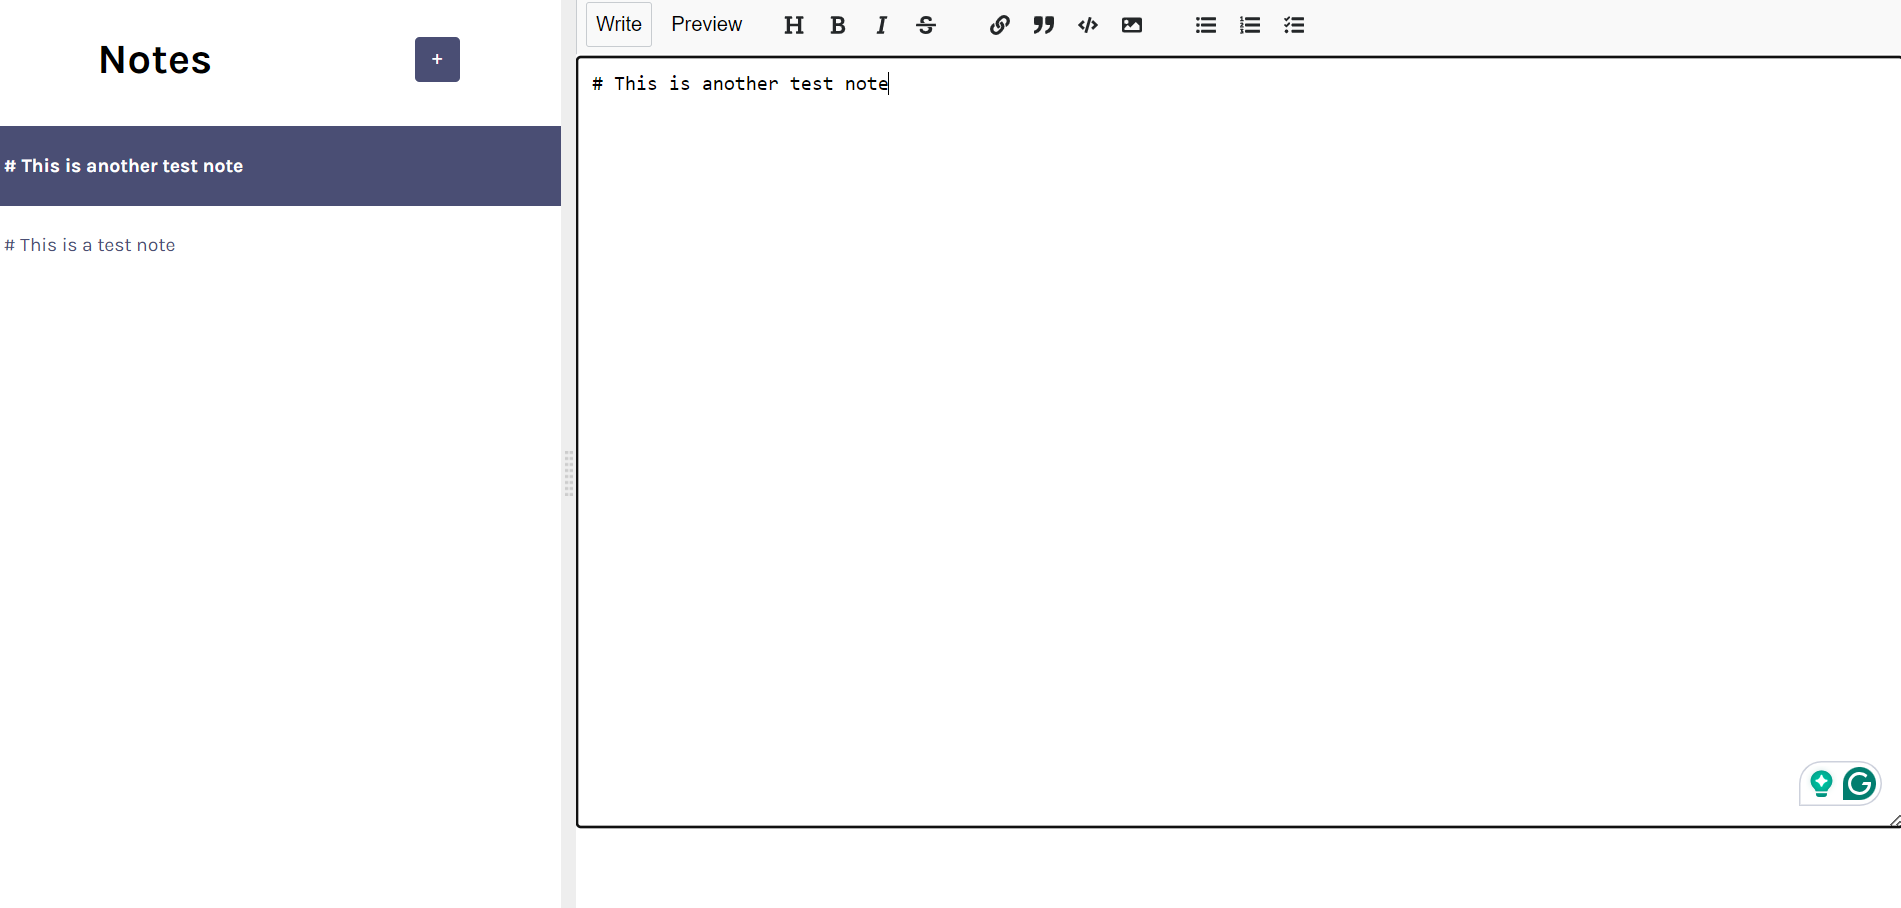 Notes
+
# This is another test note
# This is a test note
Write Preview H B I S
# This is another test note